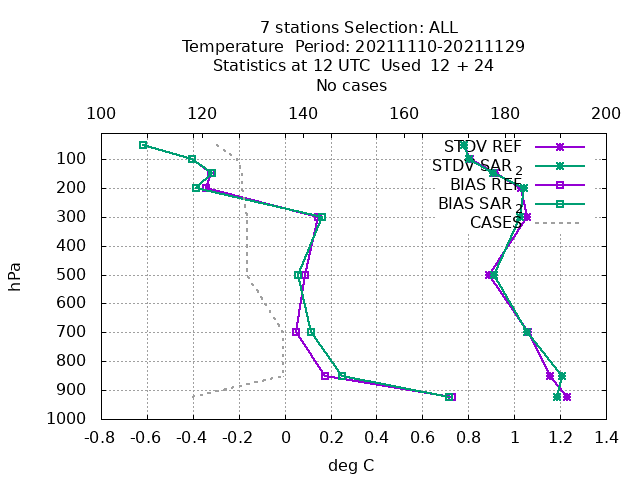 7 stations Selection: ALL
Temperature  Period: 20211110-20211129
Statistics at 12 UTC  Used  12 + 24
No cases
100 120 140 160 180 200
STDV REF
STDV SAR 2
BIAS REF
BIAS SAR 2
CASES
hPa
100
200
300
400
500
600
700
800
900
1000
-0.8 -0.6 -0.4 -0.2 0 0.2 0.4 0.6 0.8 1 1.2 1.4
deg C